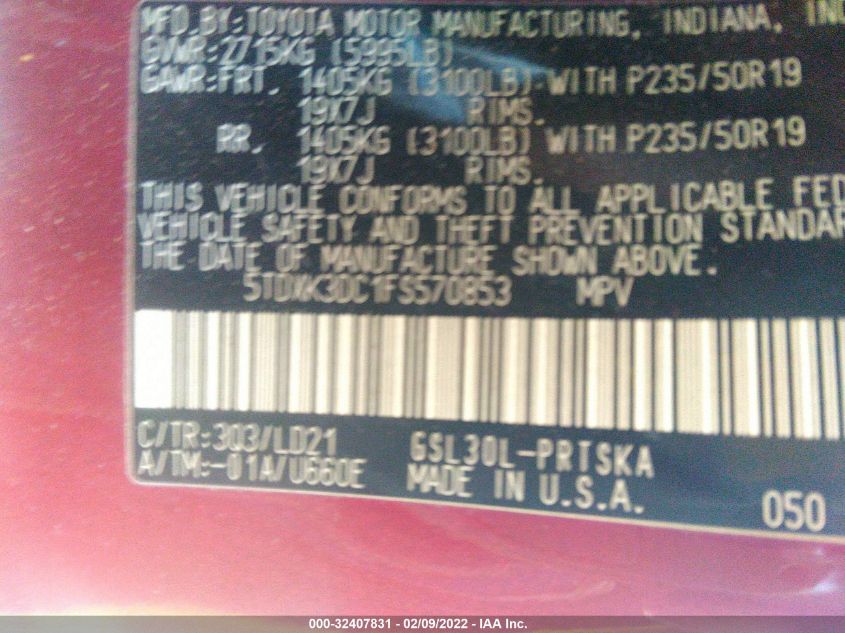 MFD.BY:TOYOTA MOTOR MANUFACTURING, INDIANA, INC
GVWR:2715KG (5995LB)
GAWR:FRT. 1405KG (3100LB) WITH P235/50R19
19X7J RIMS.
RR. 1405KG (3100LB) WITH P235/50R19
19X7J RIMS.
THIS VEHICLE CONFORMS TO ALL APPLICABLE FED
VEHICLE SAFETY AND THEFT PREVENTION STANDAR
THE DATE OF MANUFACTURE SHOWN ABOVE.
5TDXK3DC1FS570853 MPV
C/TR:3Q3/LD21 GSL30L-PRTSKA
A/TM:-01A/U660E MADE IN U.S.A.
050
000-32407831 - 02/09/2022 - IAA Inc.